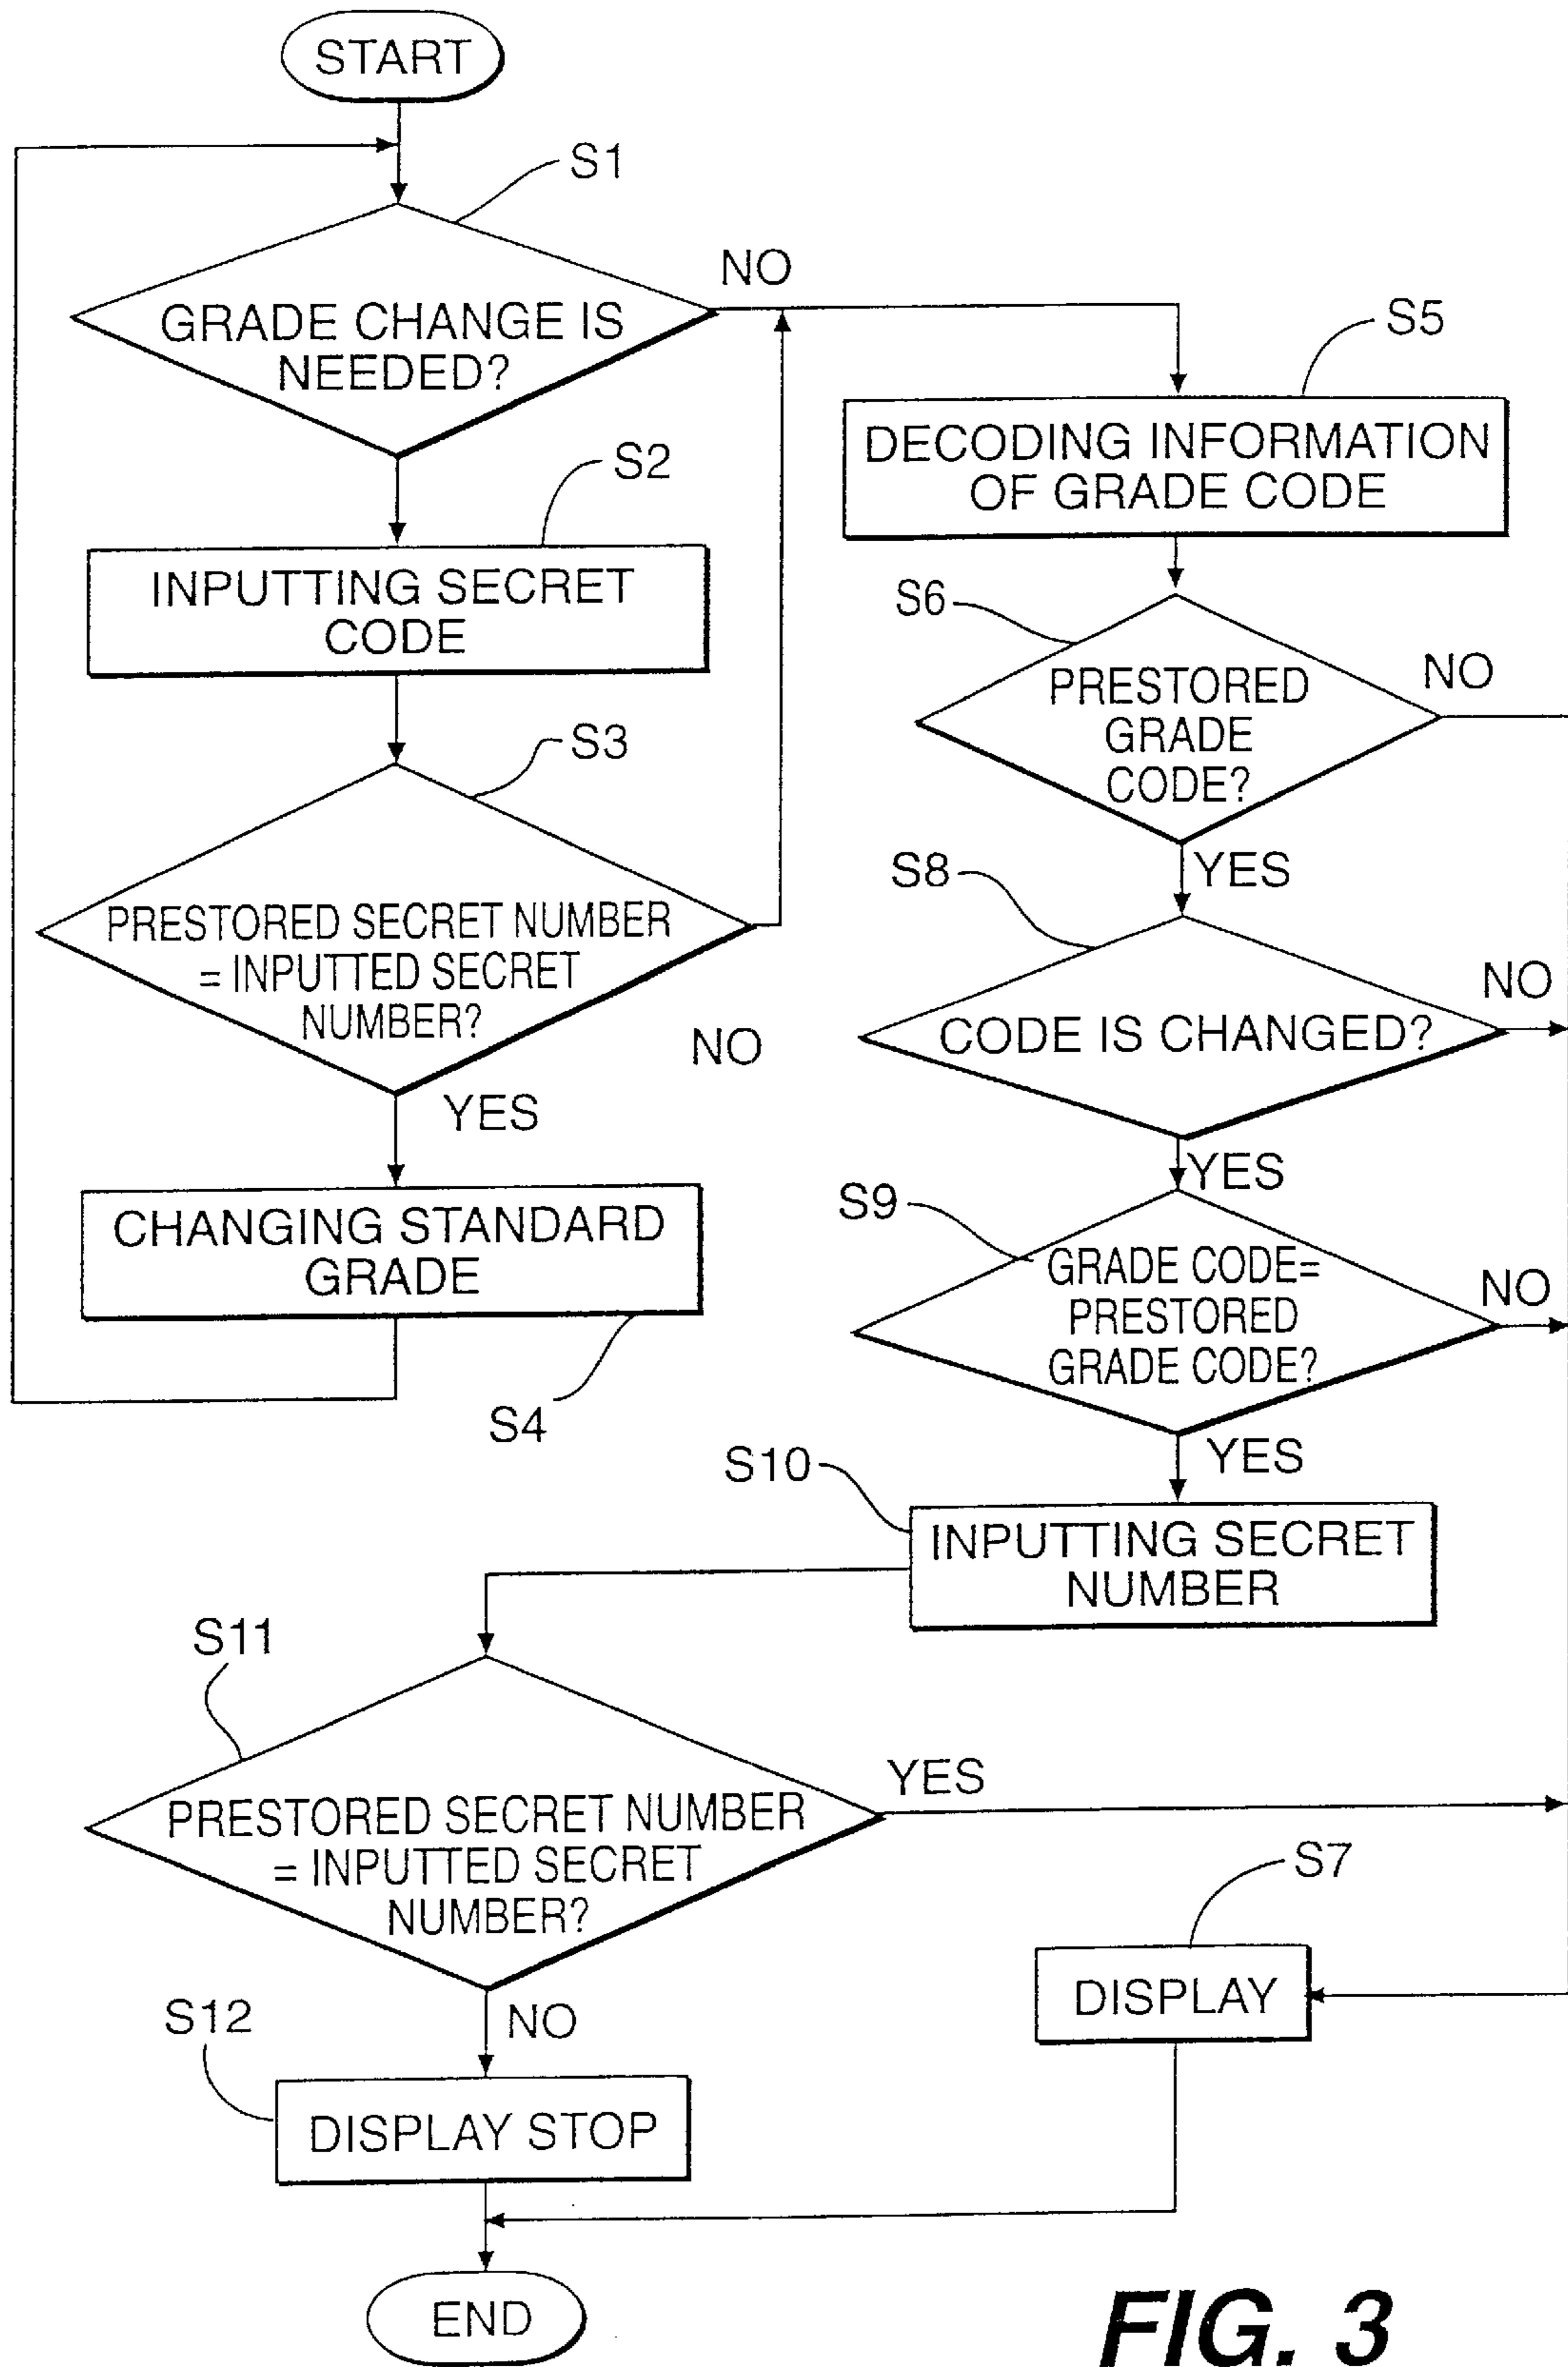 START
S1
GRADE CHANGE IS
NEEDED?
NO
S2
INPUTTING SECRET
CODE
S3
PRESTORED SECRET NUMBER
= INPUTTED SECRET
NUMBER?
NO
YES
CHANGING STANDARD
GRADE
S4
S5
DECODING INFORMATION
OF GRADE CODE
S6
PRESTORED
GRADE
CODE?
NO
YES
S8
CODE IS CHANGED?
NO
YES
S9
GRADE CODE=
PRESTORED
GRADE CODE?
NO
YES
S10
INPUTTING SECRET
NUMBER
S11
PRESTORED SECRET NUMBER
= INPUTTED SECRET
NUMBER?
YES
NO
S7
DISPLAY
S12
DISPLAY STOP
END
FIG. 3